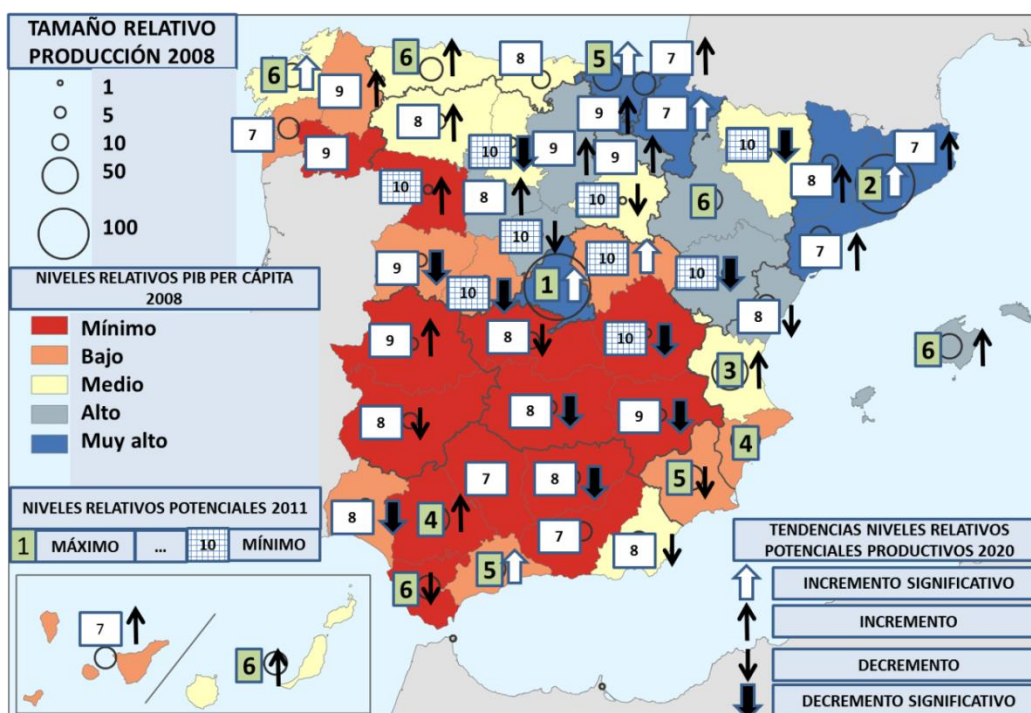 TAMAÑO RELATIVO
PRODUCCIÓN 2008
1
5
10
50
100
NIVELES RELATIVOS PIB PER CÁPITA
2008
Mínimo
Bajo
Medio
Alto
Muy alto
NIVELES RELATIVOS POTENCIALES 2011
1 MÁXIMO ... 10 MÍNIMO
6 6 8 5 7
9 8 9 7
7 9 10 9 9 10 7
10 8 10 6 8 2
9 10 10 1 10 10 7
9 8 10 3 8 6
8 8 9 4
8 4 7 8 5
6 5 7 8
7 6
TENDENCIAS NIVELES RELATIVOS
POTENCIALES PRODUCTIVOS 2020
INCREMENTO SIGNIFICATIVO
INCREMENTO
DECREMENTO
DECREMENTO SIGNIFICATIVO